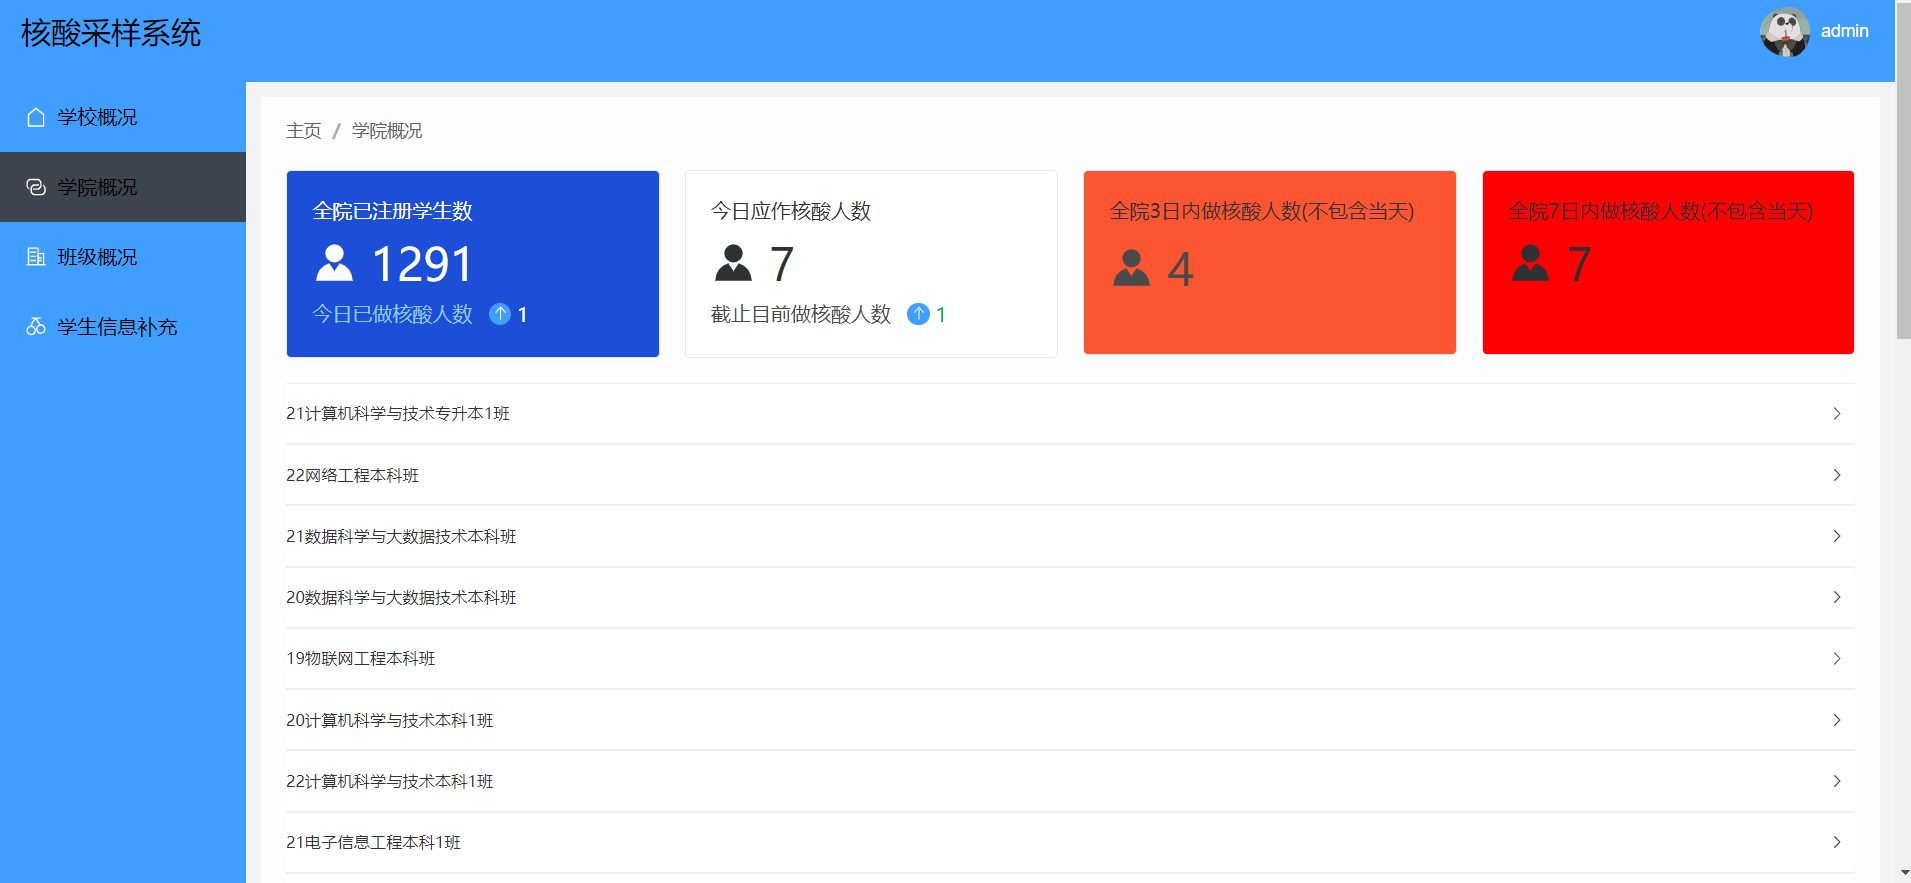 核酸采样系统
admin
学校概况
学院概况
班级概况
学生信息补充
主页 / 学院概况
全院已注册学生数
1291
今日已做核酸人数 1
今日应作核酸人数
7
截止目前做核酸人数 1
全院3日内做核酸人数(不包含当天)
4
全院7日内做核酸人数(不包含当天)
7
21计算机科学与技术专升本1班
22网络工程本科班
21数据科学与大数据技术本科班
20数据科学与大数据技术本科班
19物联网工程本科班
20计算机科学与技术本科1班
22计算机科学与技术本科1班
21电子信息工程本科1班